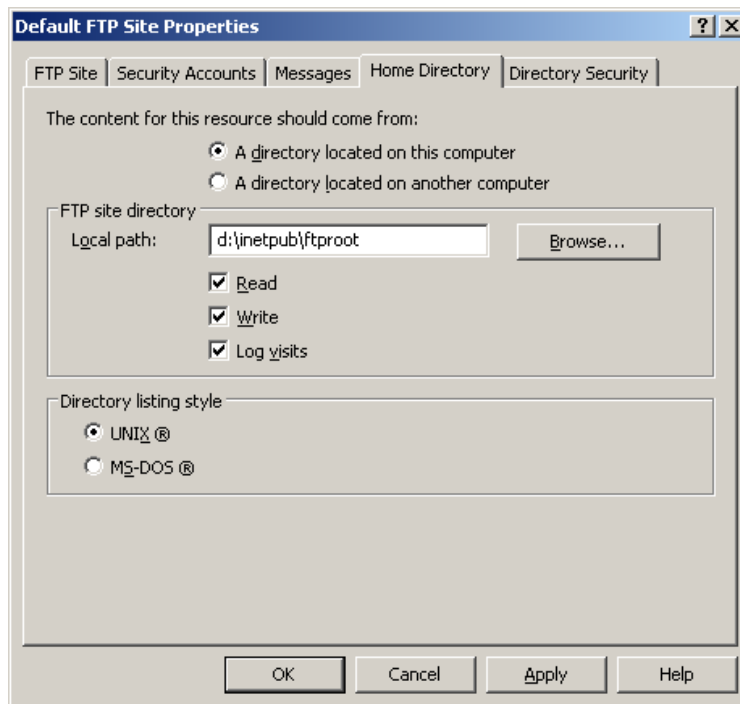 Default FTP Site Properties
FTP Site Security Accounts Messages Home Directory Directory Security
The content for this resource should come from:
A directory located on this computer
A directory located on another computer
FTP site directory
Local path: d:\inetpub\ftproot Browse...
Read
Write
Log visits
Directory listing style
UNIX ®
MS-DOS ®
OK Cancel Apply Help